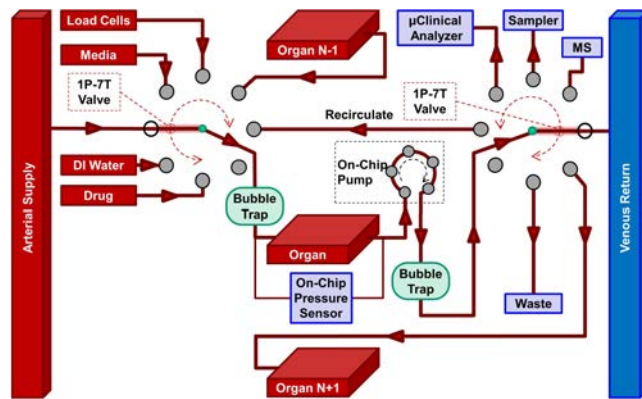 Load Cells
Media
1P-7T
Valve
DI Water
Drug
Arterial Supply
Organ N-1
Recirculate
On-Chip
Pump
Bubble
Trap
Organ
On-Chip
Pressure
Sensor
Bubble
Trap
Organ N+1
µClinical
Analyzer
Sampler
MS
1P-7T
Valve
Waste
Venous Return